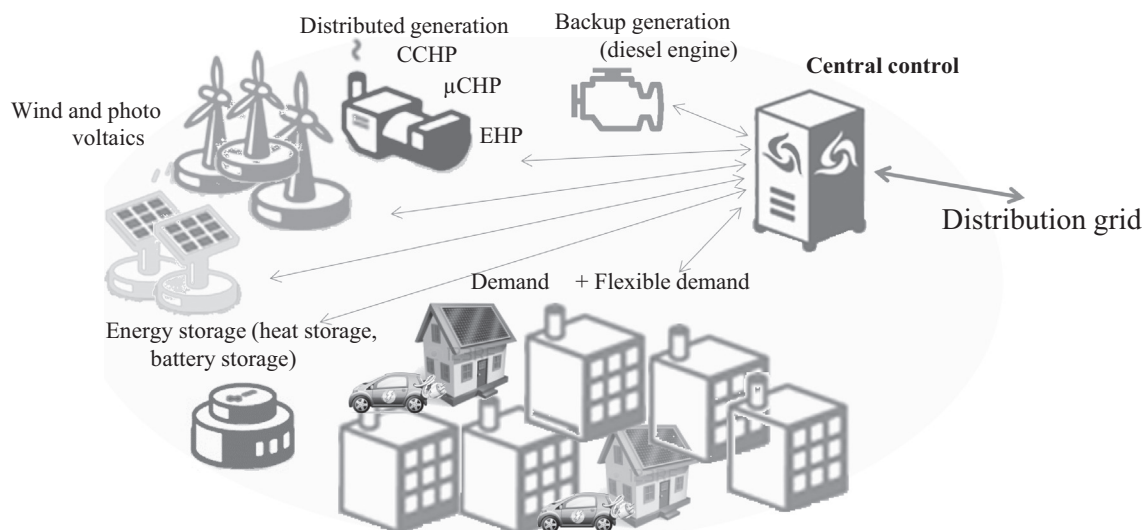 Distributed generation
CCHP
μCHP
EHP
Backup generation
(diesel engine)
Central control
Wind and photo
voltaics
Distribution grid
Demand + Flexible demand
Energy storage (heat storage,
battery storage)